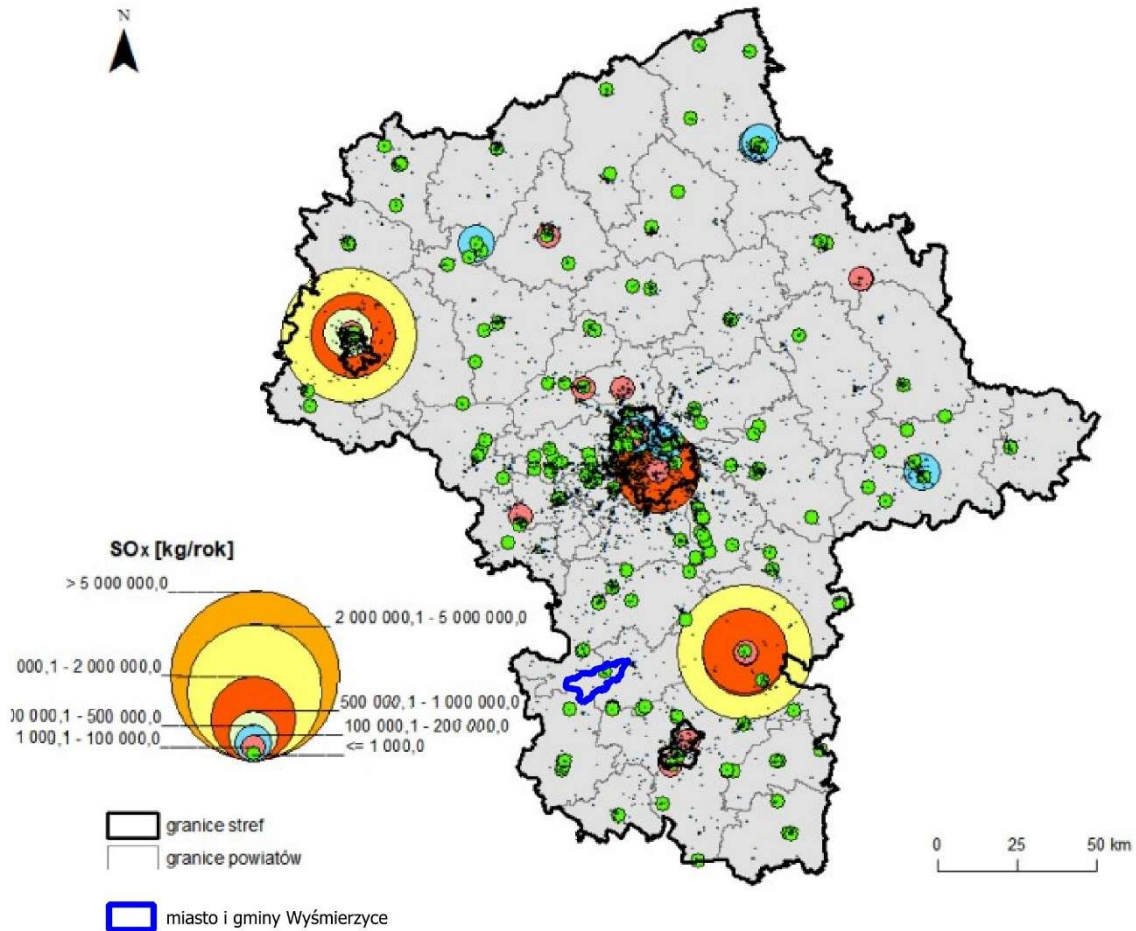 N
SOx [kg/rok]
> 5 000 000,0
2 000 000,1 - 5 000 000,0
000,1 - 2 000 000,0
500 000,1 - 1 000 000,0
00 000,1 - 500 000,0
100 000,1 - 200 000,0
1 000,1 - 100 000,0
<= 1 000,0
granice stref
granice powiatów
miasto i gminy Wyśmierzyce
0 25 50 km